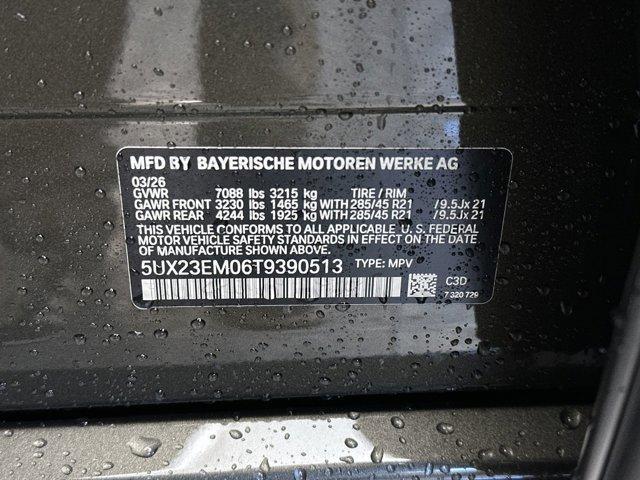 MFD BY BAYERISCHE MOTOREN WERKE AG
03/26
GVWR 7088 lbs 3215 kg TIRE / RIM
GAWR FRONT 3230 lbs 1465 kg WITH 285/45 R21 /9.5Jx21
GAWR REAR 4244 lbs 1925 kg WITH 285/45 R21 /9.5Jx21
THIS VEHICLE CONFORMS TO ALL APPLICABLE U.S. FEDERAL
MOTOR VEHICLE SAFETY STANDARDS IN EFFECT ON THE DATE
OF MANUFACTURE SHOWN ABOVE.
5UX23EM06T9390513 TYPE: MPV
C3D
7 320 729